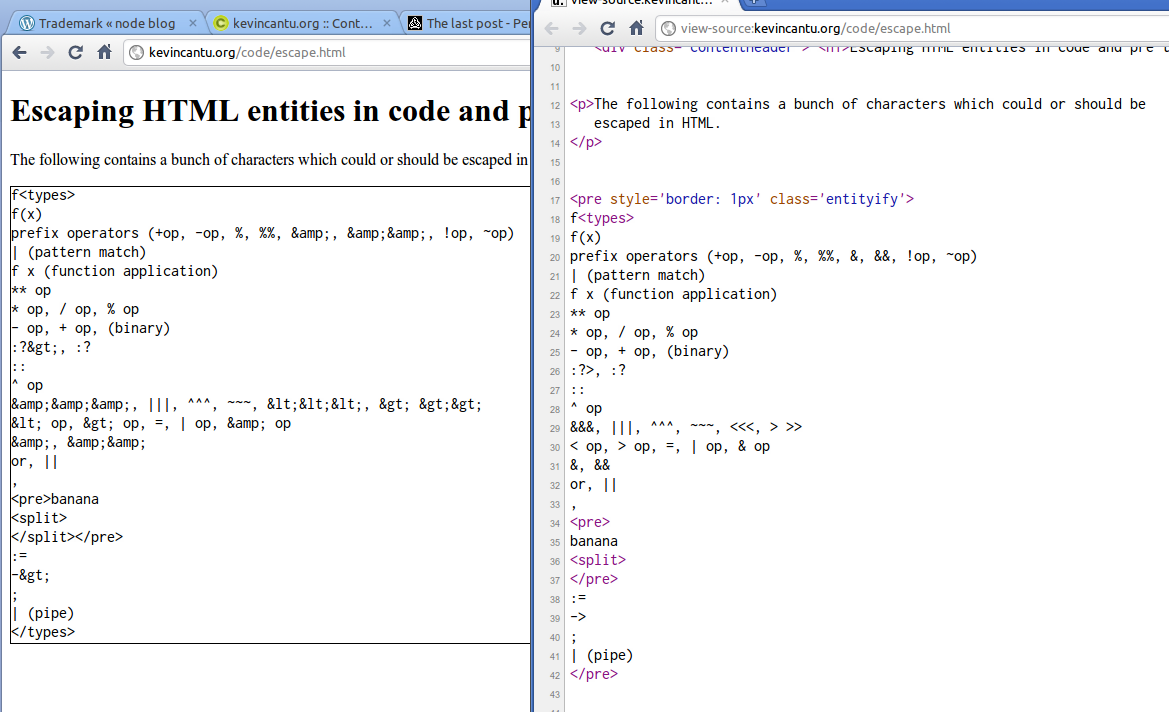 Trademark « node blog
kevincantu.org :: Cont…
The last post - Per
kevincantu.org/code/escape.html
Escaping HTML entities in code and p
The following contains a bunch of characters which could or should be escaped in
f<types>
f(x)
prefix operators (+op, -op, %, %%, &amp;, &amp;&amp;, !op, ~op)
| (pattern match)
f x (function application)
** op
* op, / op, % op
- op, + op, (binary)
:?&gt;, :?
::
^ op
&amp;&amp;&amp;, |||, ^^^, ~~~, &lt;&lt;&lt;, &gt; &gt;&gt;
&lt; op, &gt; op, =, | op, &amp; op
&amp;, &amp;&amp;
or, ||
,
<pre>banana
<split>
</split></pre>
:=
-&gt;
;
| (pipe)
</types>
view-source:kevincantu.org/…
view-source:kevincantu.org/code/escape.html
9 <div class="contentheader"> <h1>Escaping HTML entities in code and pre t
10
11
12 <p>The following contains a bunch of characters which could or should be
13 escaped in HTML.
14 </p>
15
16
17 <pre style='border: 1px' class='entityify'>
18 f<types>
19 f(x)
20 prefix operators (+op, -op, %, %%, &, &&, !op, ~op)
21 | (pattern match)
22 f x (function application)
23 ** op
24 * op, / op, % op
25 - op, + op, (binary)
26 :?>, :?
27 ::
28 ^ op
29 &&&, |||, ^^^, ~~~, <<<, > >>
30 < op, > op, =, | op, & op
31 &, &&
32 or, ||
33 ,
34 <pre>
35 banana
36 <split>
37 </pre>
38 :=
39 ->
40 ;
41 | (pipe)
42 </pre>
43